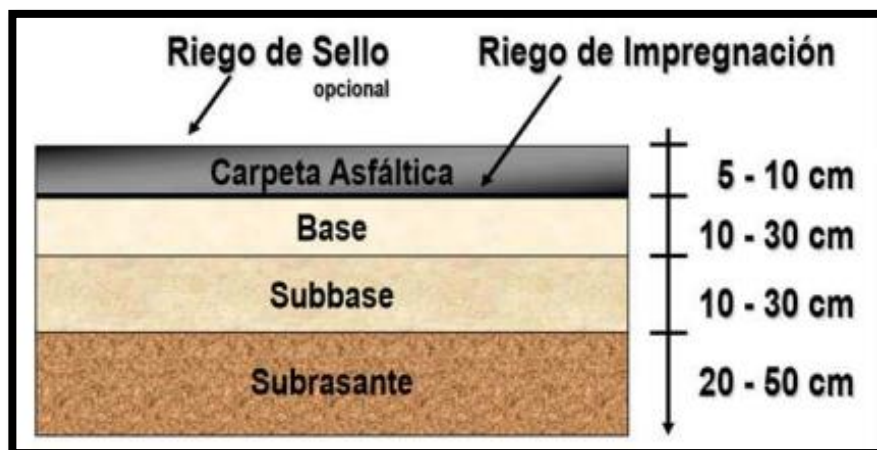 Riego de Sello
opcional
Riego de Impregnación
Carpeta Asfáltica
5 - 10 cm
Base
10 - 30 cm
Subbase
10 - 30 cm
Subrasante
20 - 50 cm